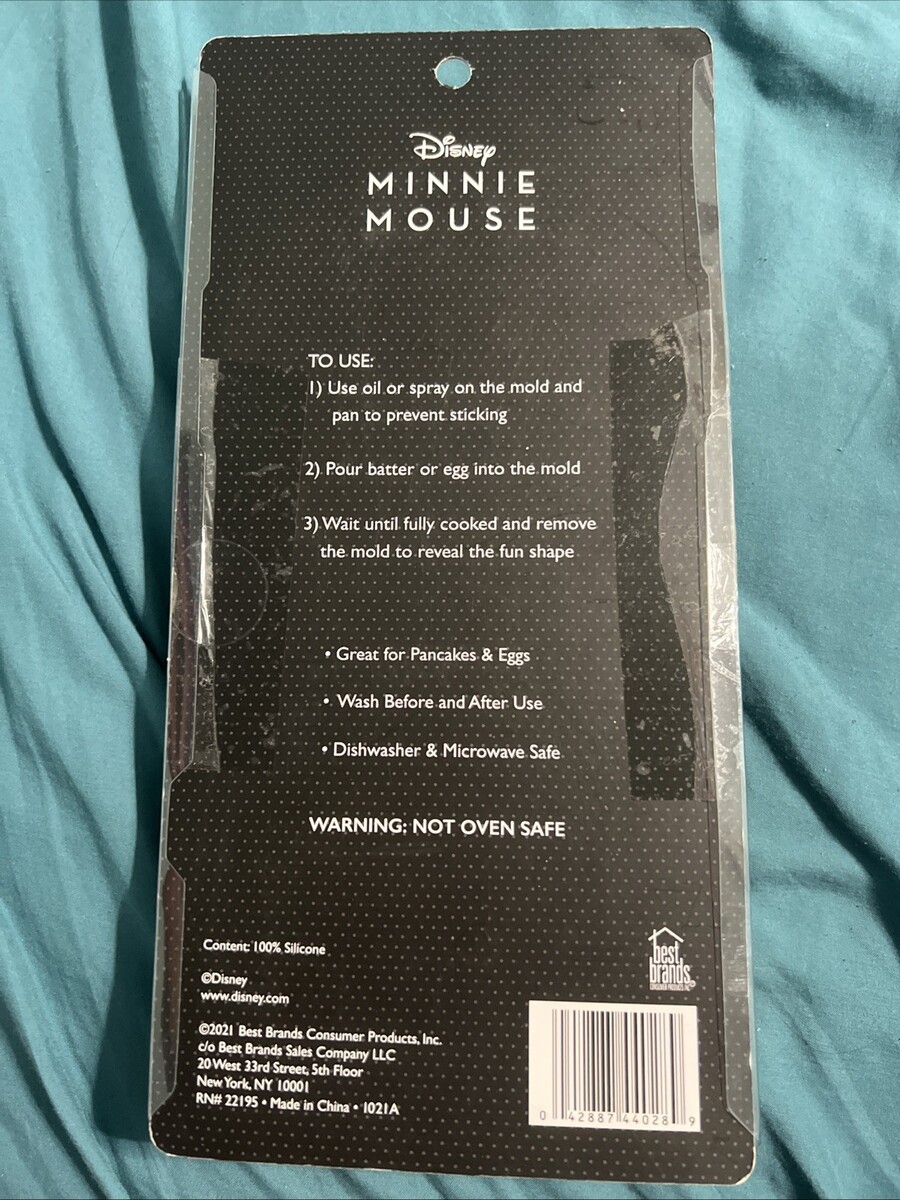 Disney
MINNIE
MOUSE
TO USE:
1) Use oil or spray on the mold and
pan to prevent sticking
2) Pour batter or egg into the mold
3) Wait until fully cooked and remove
the mold to reveal the fun shape
• Great for Pancakes & Eggs
• Wash Before and After Use
• Dishwasher & Microwave Safe
WARNING: NOT OVEN SAFE
Content: 100% Silicone
©Disney
www.disney.com
©2021 Best Brands Consumer Products, Inc.
c/o Best Brands Sales Company LLC
20 West 33rd Street, 5th Floor
New York, NY 10001
RN# 22195 • Made in China • 1021A
best
brands
CONSUMER PRODUCTS INC
0 42887 44028 9